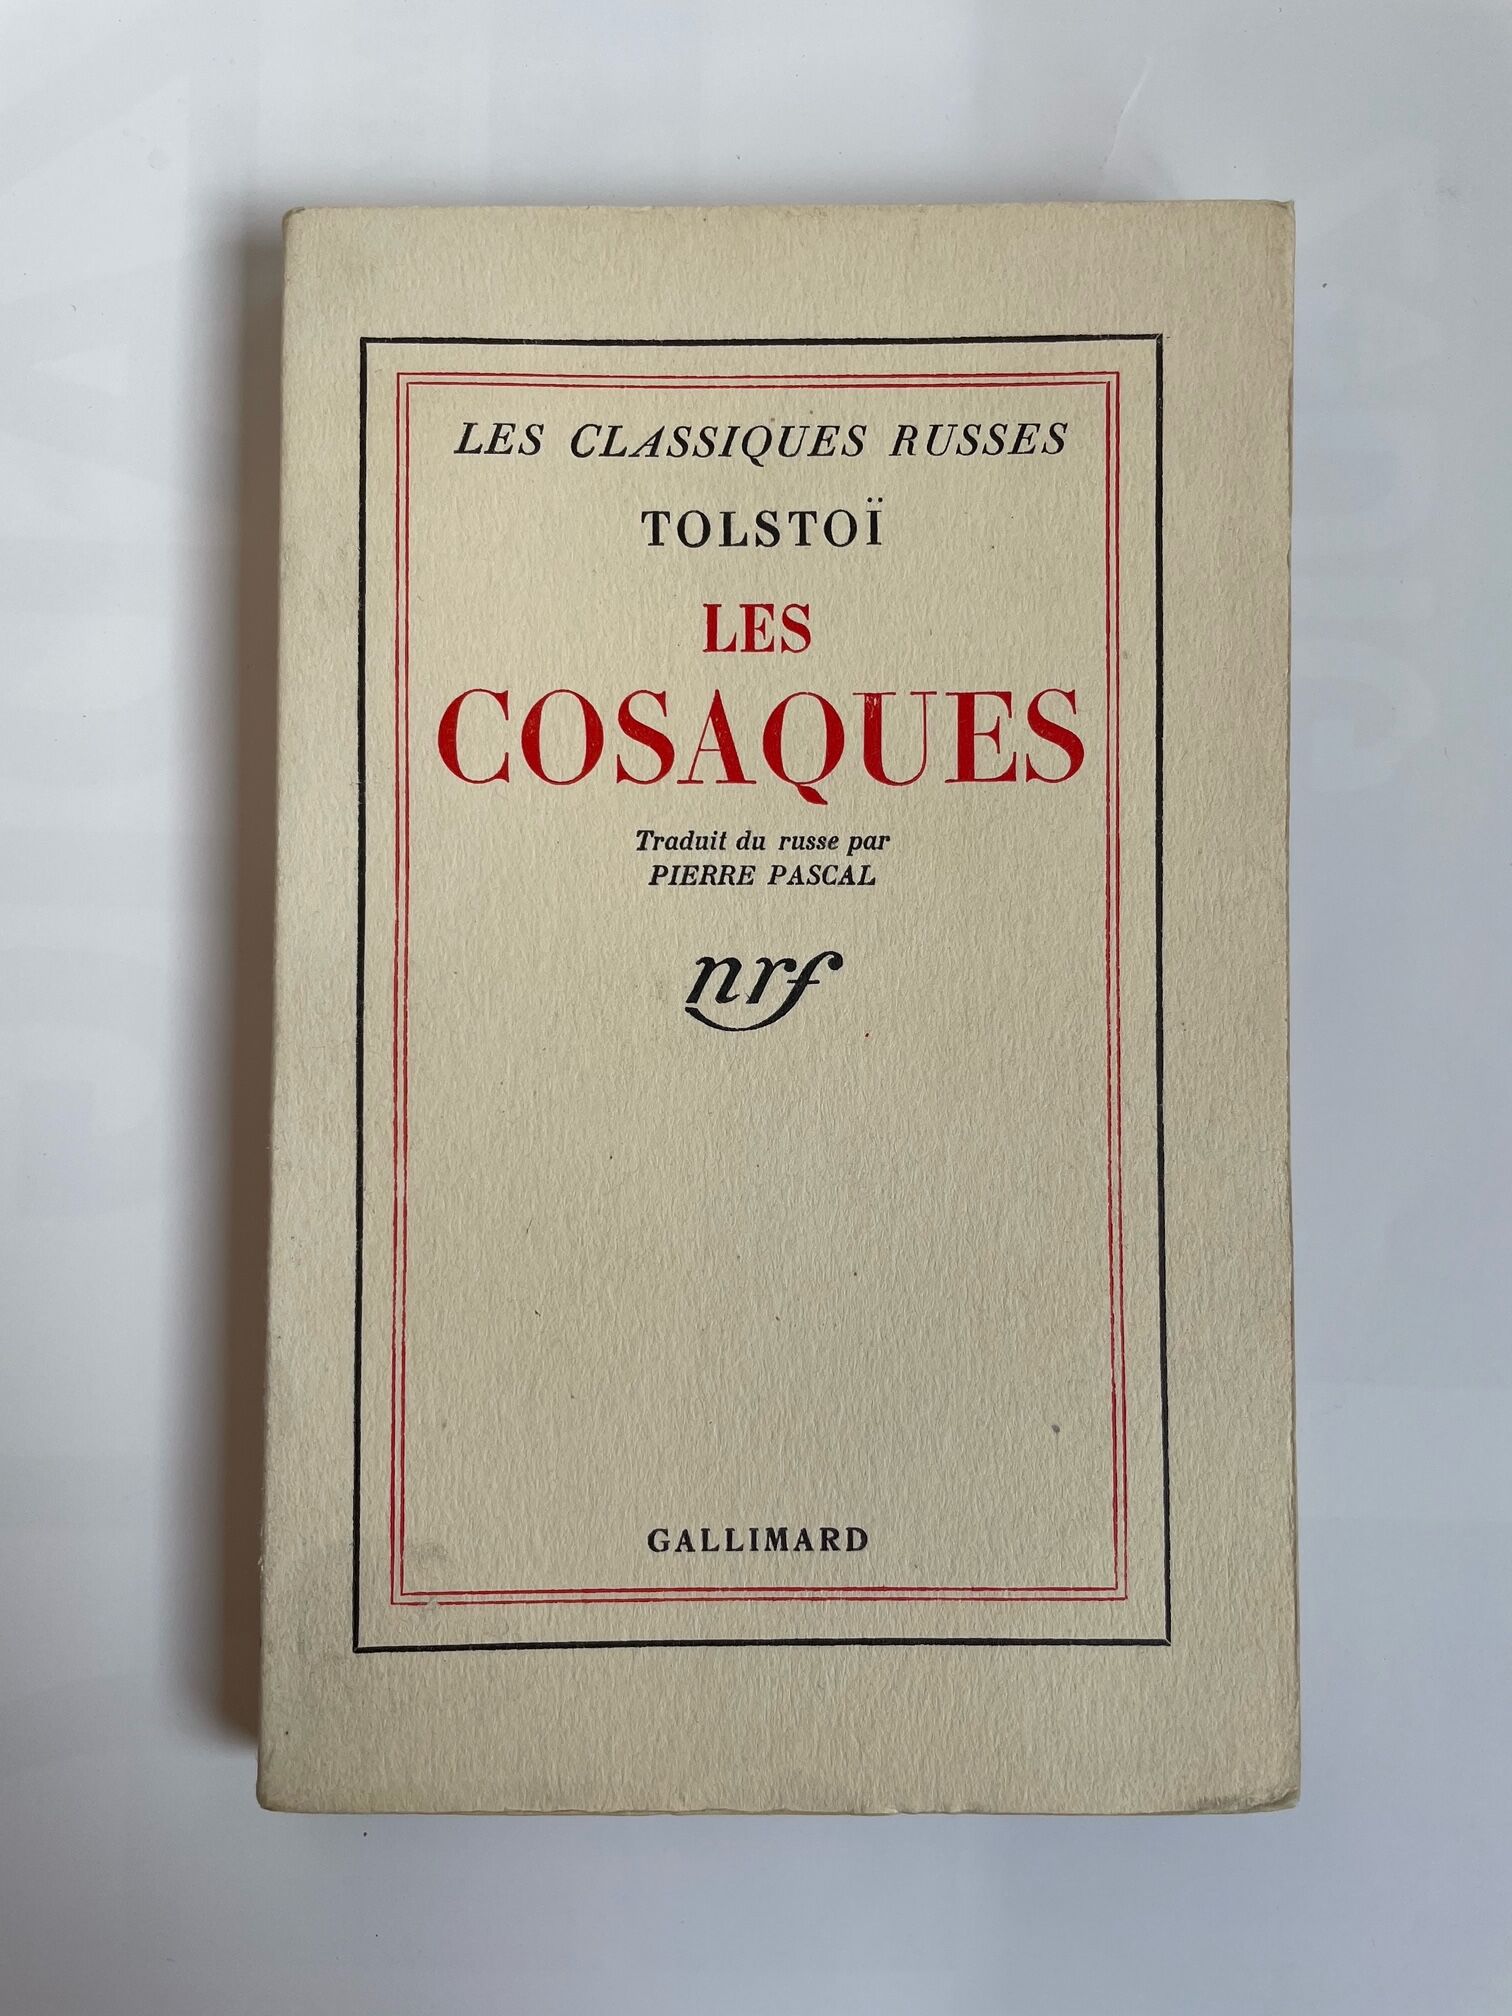 LES CLASSIQUES RUSSES
TOLSTOÏ
LES
COSAQUES
Traduit du russe par
PIERRE PASCAL
nrf
GALLIMARD